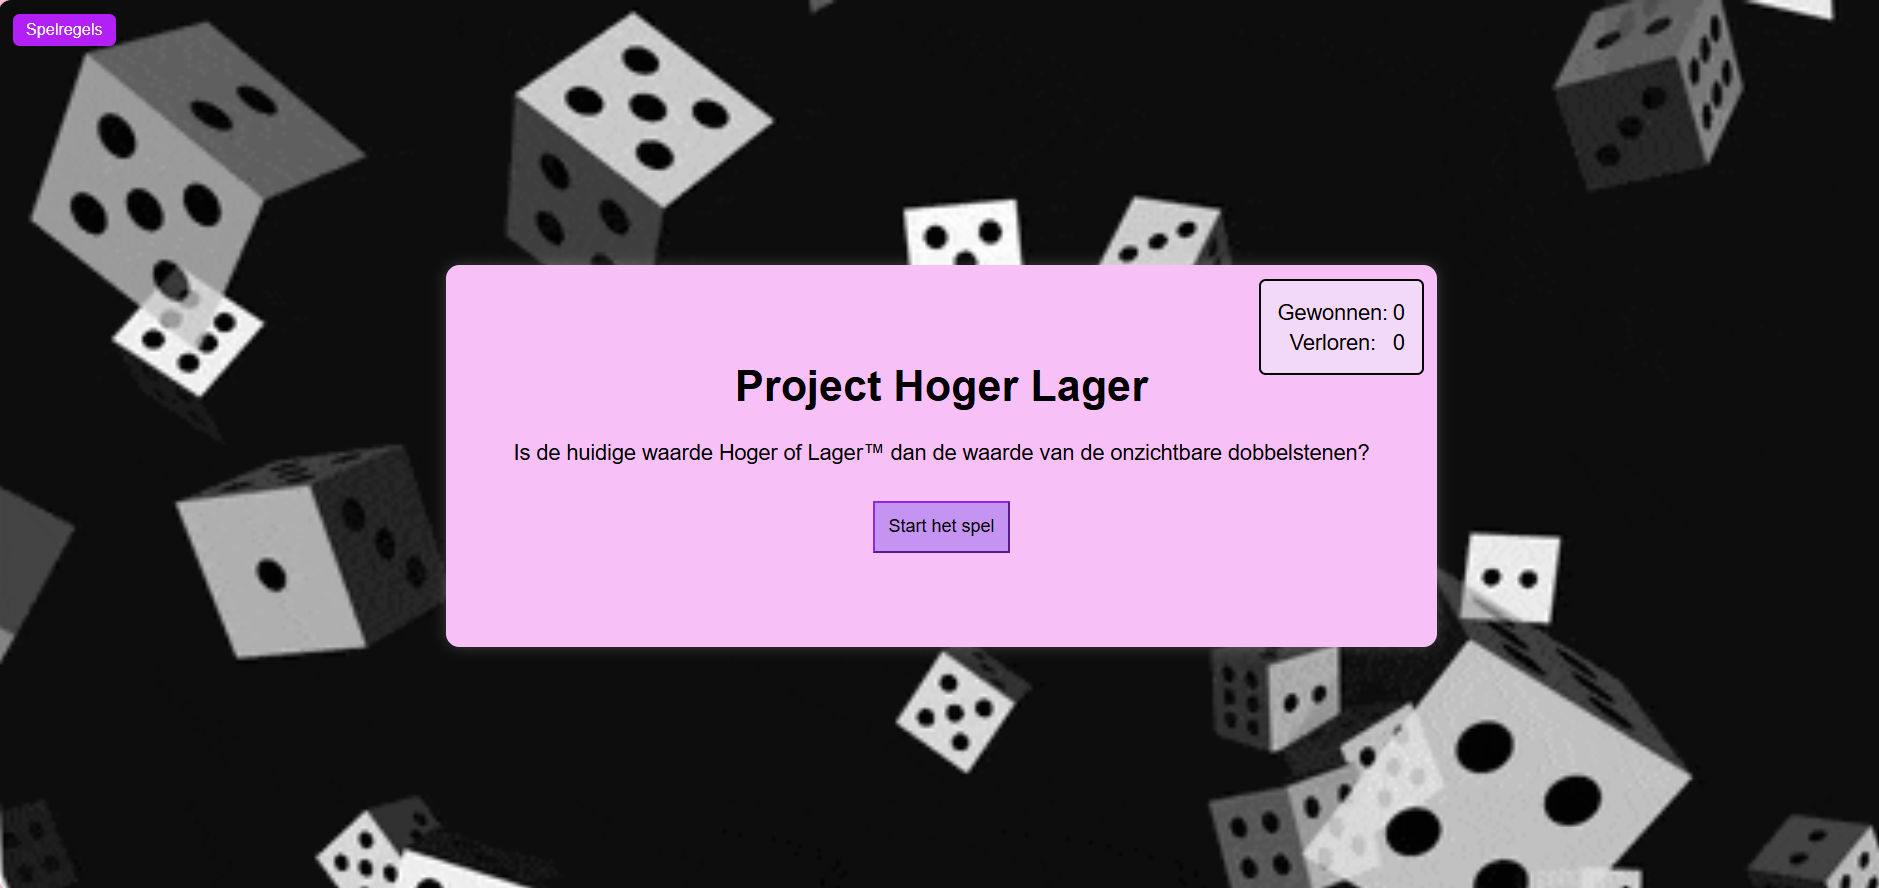 Spelregels
Gewonnen: 0
Verloren: 0
Project Hoger Lager
Is de huidige waarde Hoger of Lager™ dan de waarde van de onzichtbare dobbelstenen?
Start het spel